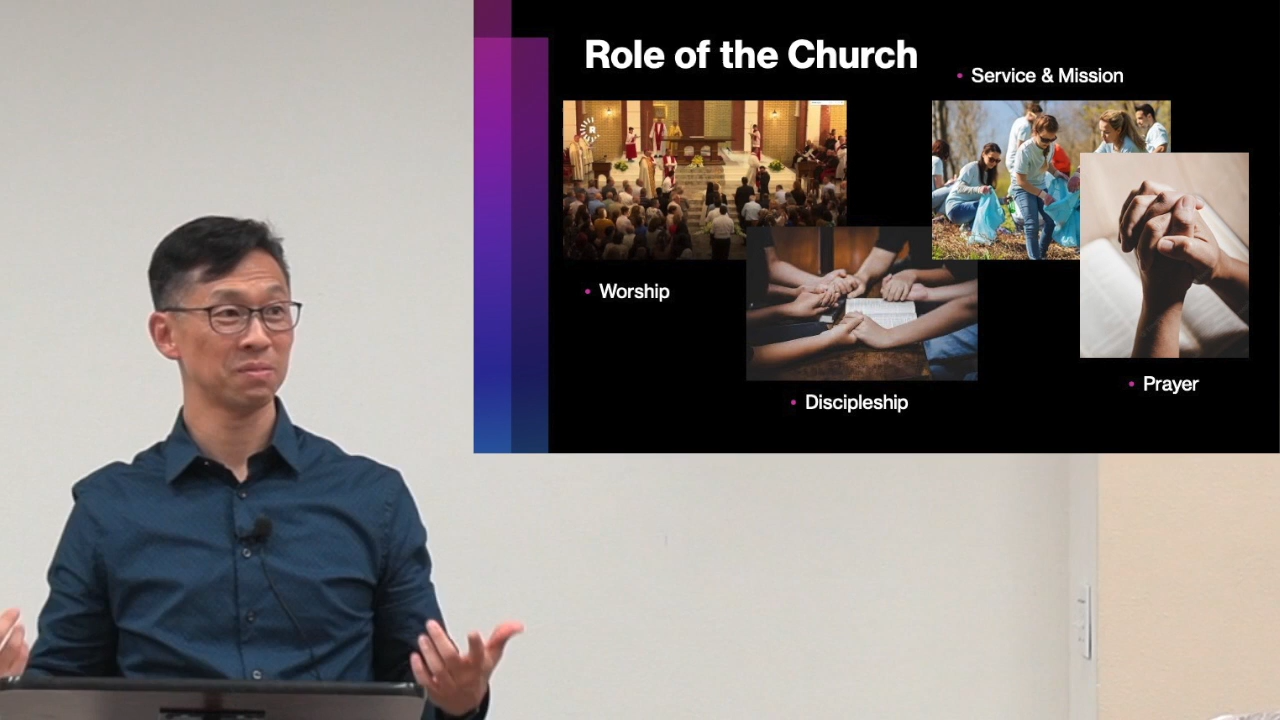 Role of the Church
Service & Mission
Worship
Discipleship
Prayer